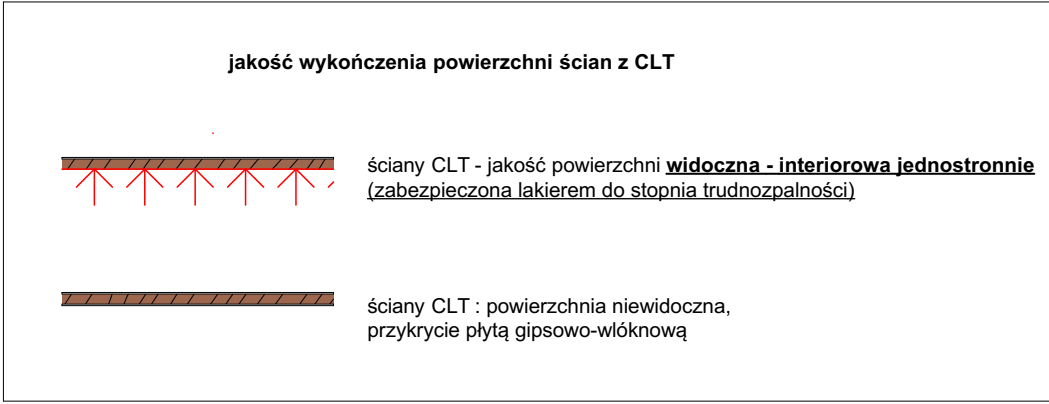 jakość wykończenia powierzchni ścian z CLT
ściany CLT - jakość powierzchni widoczna - interiorowa jednostronnie
(zabezpieczona lakierem do stopnia trudnozpalności)
ściany CLT : powierzchnia niewidoczna,
przykrycie płytą gipsowo-wlóknową